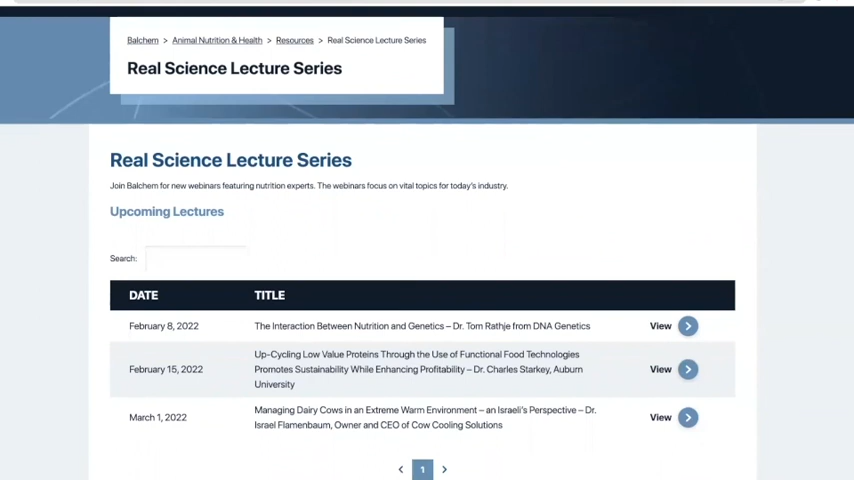 Balchem > Animal Nutrition & Health > Resources > Real Science Lecture Series
Real Science Lecture Series
Real Science Lecture Series
Join Balchem for new webinars featuring nutrition experts. The webinars focus on vital topics for today's industry.
Upcoming Lectures
Search:
DATE TITLE
February 8, 2022 The Interaction Between Nutrition and Genetics – Dr. Tom Rathje from DNA Genetics View
Up-Cycling Low Value Proteins Through the Use of Functional Food Technologies
February 15, 2022 Promotes Sustainability While Enhancing Profitability – Dr. Charles Starkey, Auburn View
University
Managing Dairy Cows in an Extreme Warm Environment – an Israeli's Perspective – Dr.
March 1, 2022 View
Israel Flamenbaum, Owner and CEO of Cow Cooling Solutions
1